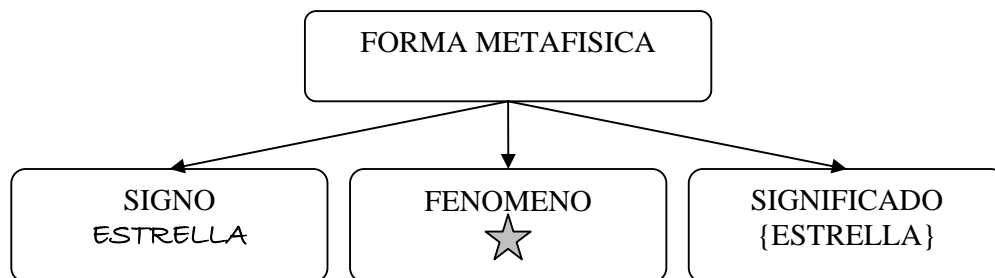 FORMA METAFISICA
SIGNO
ESTRELLA
FENOMENO
SIGNIFICADO
{ESTRELLA}